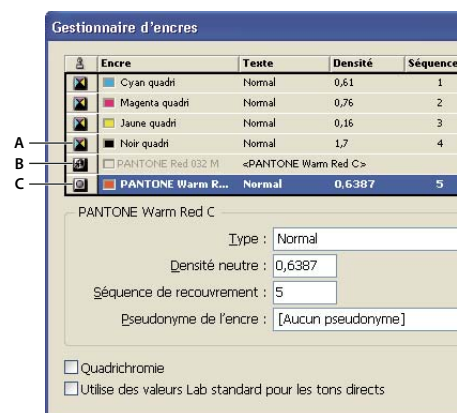 Gestionnaire d'encres
Encre Texte Densité Séquence
Cyan quadri Normal 0,61 1
Magenta quadri Normal 0,76 2
Jaune quadri Normal 0,16 3
A Noir quadri Normal 1,7 4
B PANTONE Red 032 M <PANTONE Warm Red C>
C PANTONE Warm R... Normal 0,6387 5
PANTONE Warm Red C
Type : Normal
Densité neutre : 0,6387
Séquence de recouvrement : 5
Pseudonyme de l'encre : [Aucun pseudonyme]
Quadrichromie
Utilise des valeurs Lab standard pour les tons directs